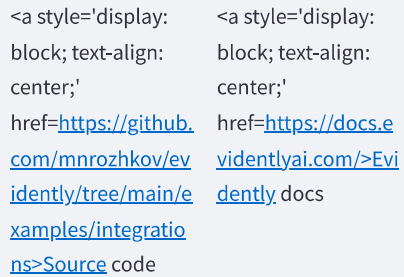 <a style='display:
block; text-align:
center;'
href=https://github.
com/mnrozhkov/ev
idently/tree/main/e
xamples/integratio
ns>Source code
<a style='display:
block; text-align:
center;'
href=https://docs.e
videntlyai.com/>Evi
dently docs